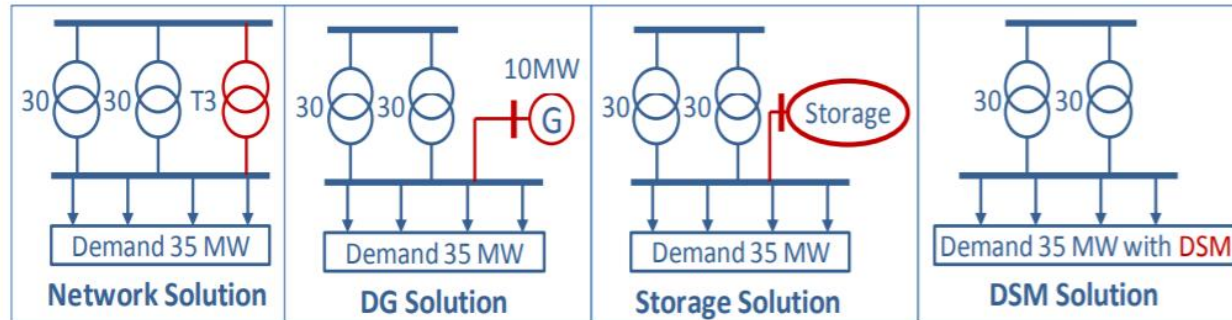 30
30
T3
Demand 35 MW
Network Solution
30
30
10MW
G
Demand 35 MW
DG Solution
30
30
Storage
Demand 35 MW
Storage Solution
30
30
Demand 35 MW with DSM
DSM Solution